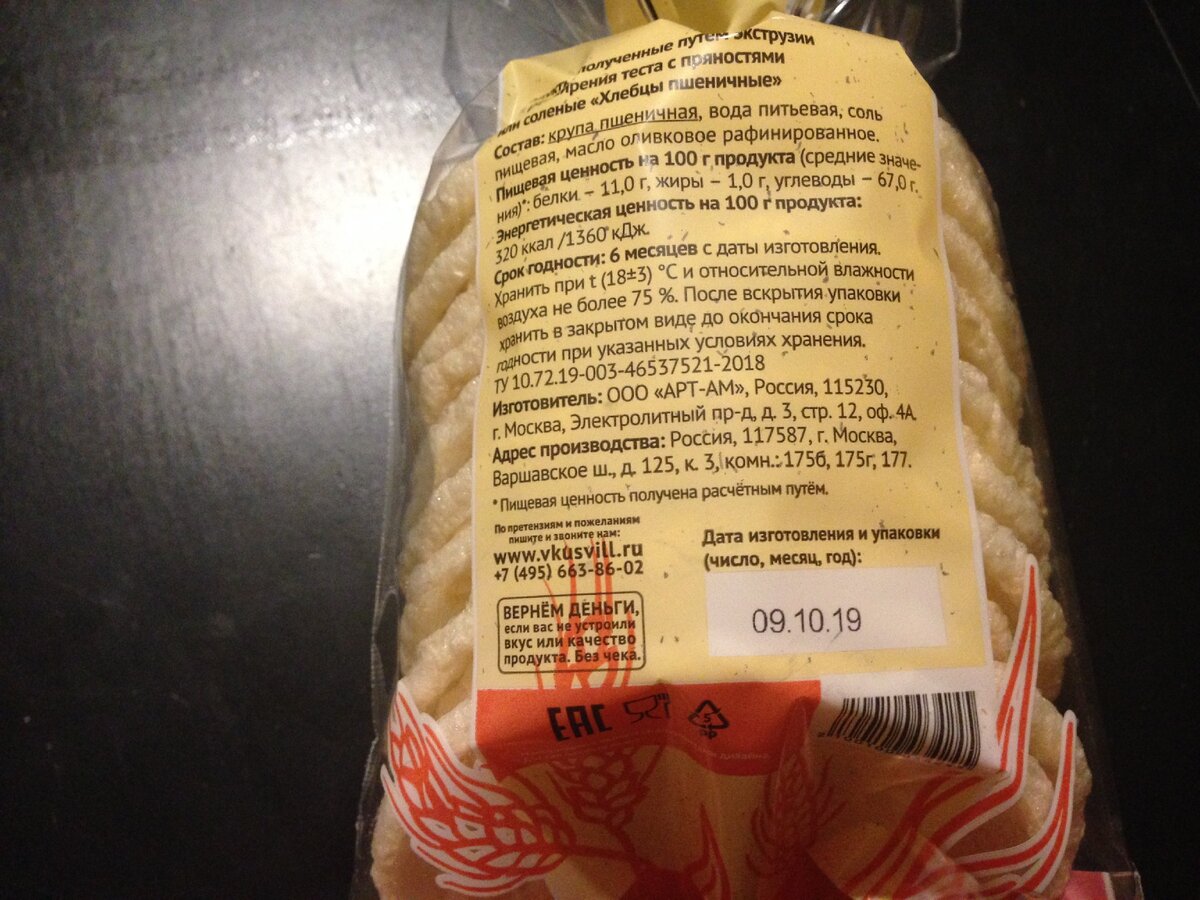 полученные путем экструзии
теста с пряностями
или соленые «Хлебцы пшеничные»
Состав: крупа пшеничная, вода питьевая, соль
пищевая, масло оливковое рафинированное.
Пищевая ценность на 100 г продукта (средние значе-
ния)*: белки – 11,0 г, жиры – 1,0 г, углеводы – 67,0 г.
Энергетическая ценность на 100 г продукта:
320 ккал /1360 кДж.
Срок годности: 6 месяцев с даты изготовления.
Хранить при t (18±3) °С и относительной влажности
воздуха не более 75 %. После вскрытия упаковки
хранить в закрытом виде до окончания срока
годности при указанных условиях хранения.
ТУ 10.72.19-003-46537521-2018
Изготовитель: ООО «АРТ-АМ», Россия, 115230,
г. Москва, Электролитный пр-д, д. 3, стр. 12, оф. 4А.
Адрес производства: Россия, 117587, г. Москва,
Варшавское ш., д. 125, к. 3, комн.: 175б, 175г, 177.
* Пищевая ценность получена расчётным путём.
По претензиям и пожеланиям
пишите и звоните нам:
www.vkusvill.ru
+7 (495) 663-86-02
ВЕРНЁМ ДЕНЬГИ,
если вас не устроили
вкус или качество
продукта. Без чека.
Дата изготовления и упаковки
(число, месяц, год):
09.10.19
EAC
5
PP
дизайна